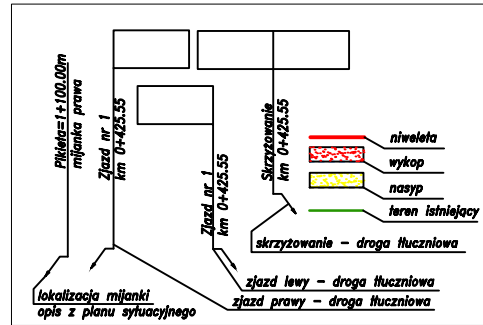 Pikieta=1+100.00m
mijanka prawa
Zjazd nr 1
km 0+425.55
Zjazd nr 1
km 0+425.55
Skrzyżowanie
km 0+425.55
niweleta
wykop
nasyp
teren istniejący
skrzyżowanie - droga tłuczniowa
zjazd lewy - droga tłuczniowa
zjazd prawy - droga tłuczniowa
lokalizacja mijanki
opis z planu sytuacyjnego